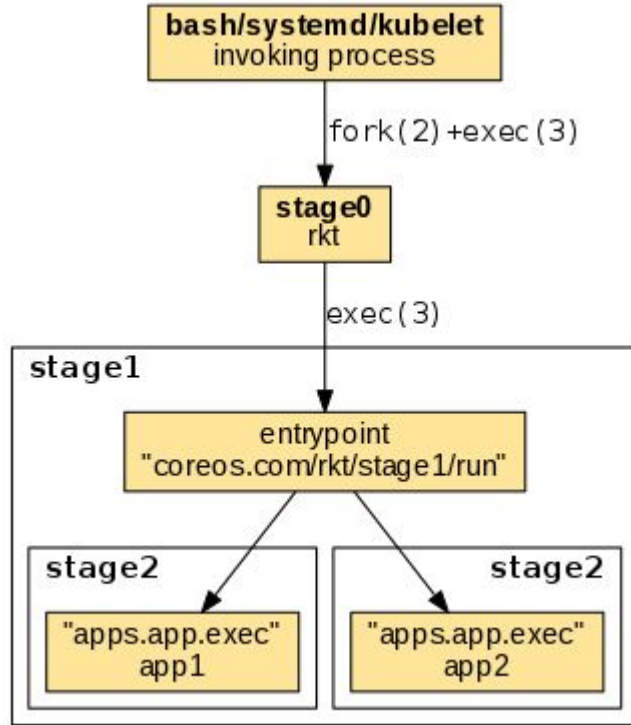 bash/systemd/kubelet
invoking process
fork(2)+exec(3)
stage0
rkt
exec(3)
stage1
entrypoint
"coreos.com/rkt/stage1/run"
stage2
stage2
"apps.app.exec"
app1
"apps.app.exec"
app2